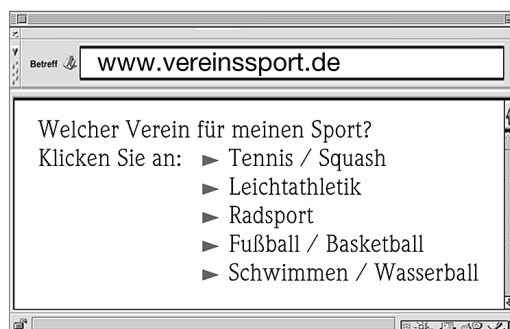 Betreff www.vereinssport.de
Welcher Verein für meinen Sport?
Klicken Sie an: ► Tennis / Squash
► Leichtathletik
► Radsport
► Fußball / Basketball
► Schwimmen / Wasserball